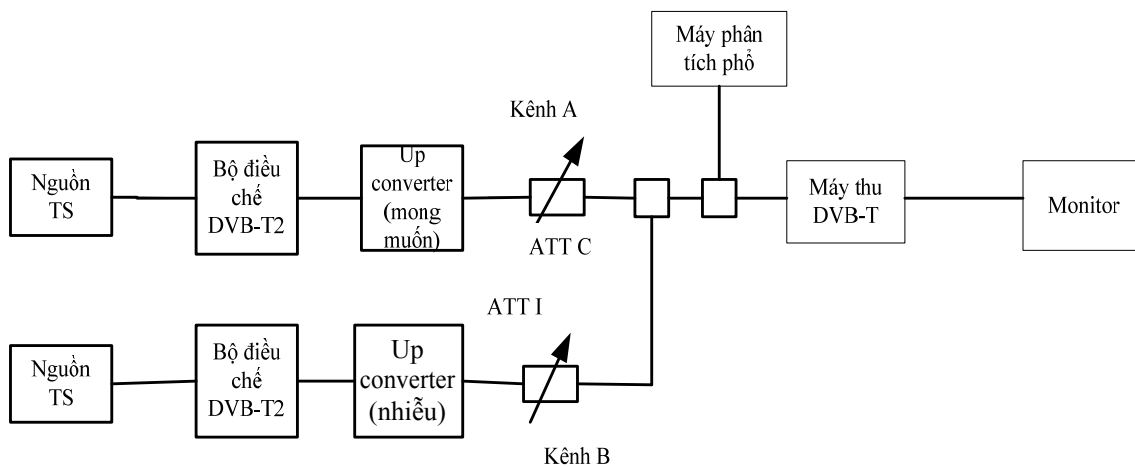 Máy phân
tích phổ
Kênh A
Nguồn
TS
Bộ điều
chế
DVB-T2
Up
converter
(mong
muốn)
ATT C
Máy thu
DVB-T
Monitor
ATT I
Nguồn
TS
Bộ điều
chế
DVB-T2
Up
converter
(nhiễu)
Kênh B